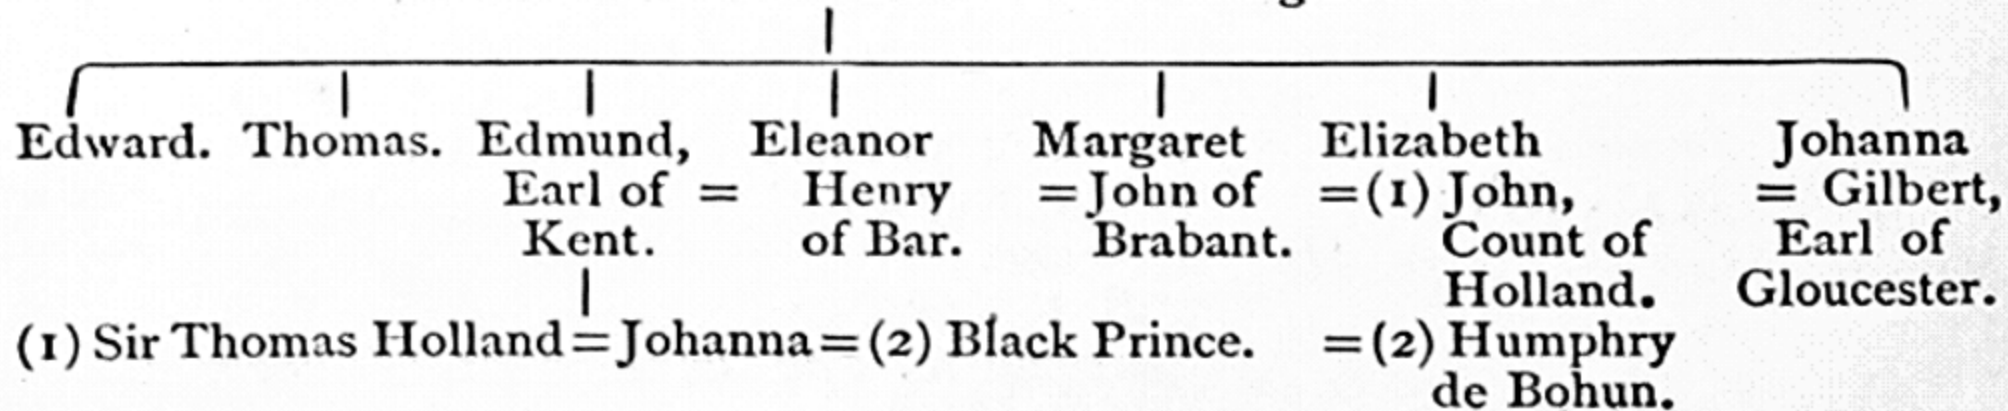 Edward. Thomas. Edmund, Eleanor Margaret Elizabeth Johanna
Earl of = Henry =John of =(1) John, = Gilbert,
Kent. of Bar. Brabant. Count of Earl of
Holland. Gloucester.
(1) Sir Thomas Holland=Johanna=(2) Black Prince. =(2) Humphry
de Bohun.